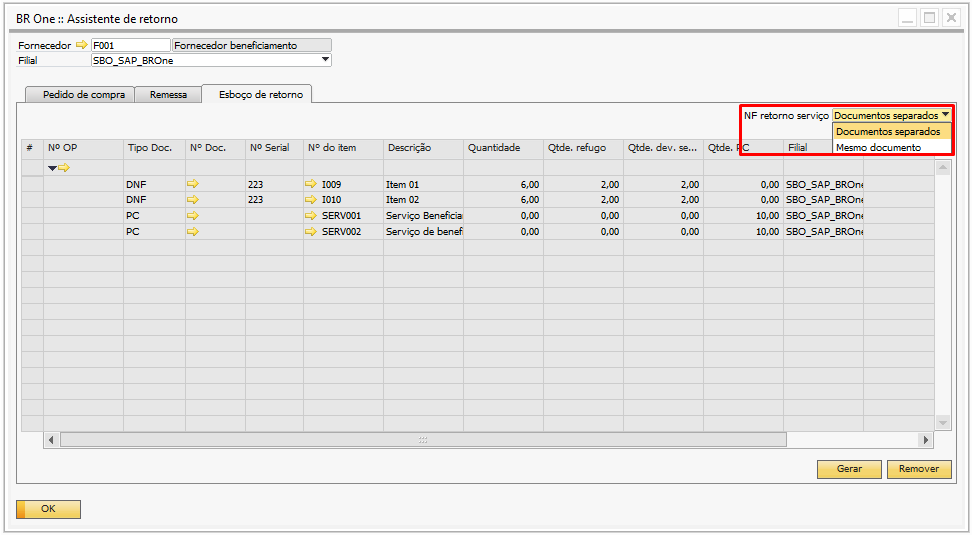 BR One :: Assistente de retorno
Fornecedor F001 Fornecedor beneficiamento
Filial SBO_SAP_BROne
Pedido de compra Remessa Esboço de retorno
NF retorno serviço Documentos separados
Documentos separados
Mesmo documento
# Nº OP Tipo Doc. Nº Doc. Nº Serial Nº do item Descrição Quantidade Qtde. refugo Qtde. dev. se... Qtde. PC Filial
DNF 223 I009 Item 01 6,00 2,00 2,00 0,00 SBO_SAP_BROne
DNF 223 I010 Item 02 6,00 2,00 2,00 0,00 SBO_SAP_BROne
PC SERV001 Serviço Beneficia 0,00 0,00 0,00 10,00 SBO_SAP_BROne
PC SERV002 Serviço de benef 0,00 0,00 0,00 10,00 SBO_SAP_BROne
Gerar Remover
OK